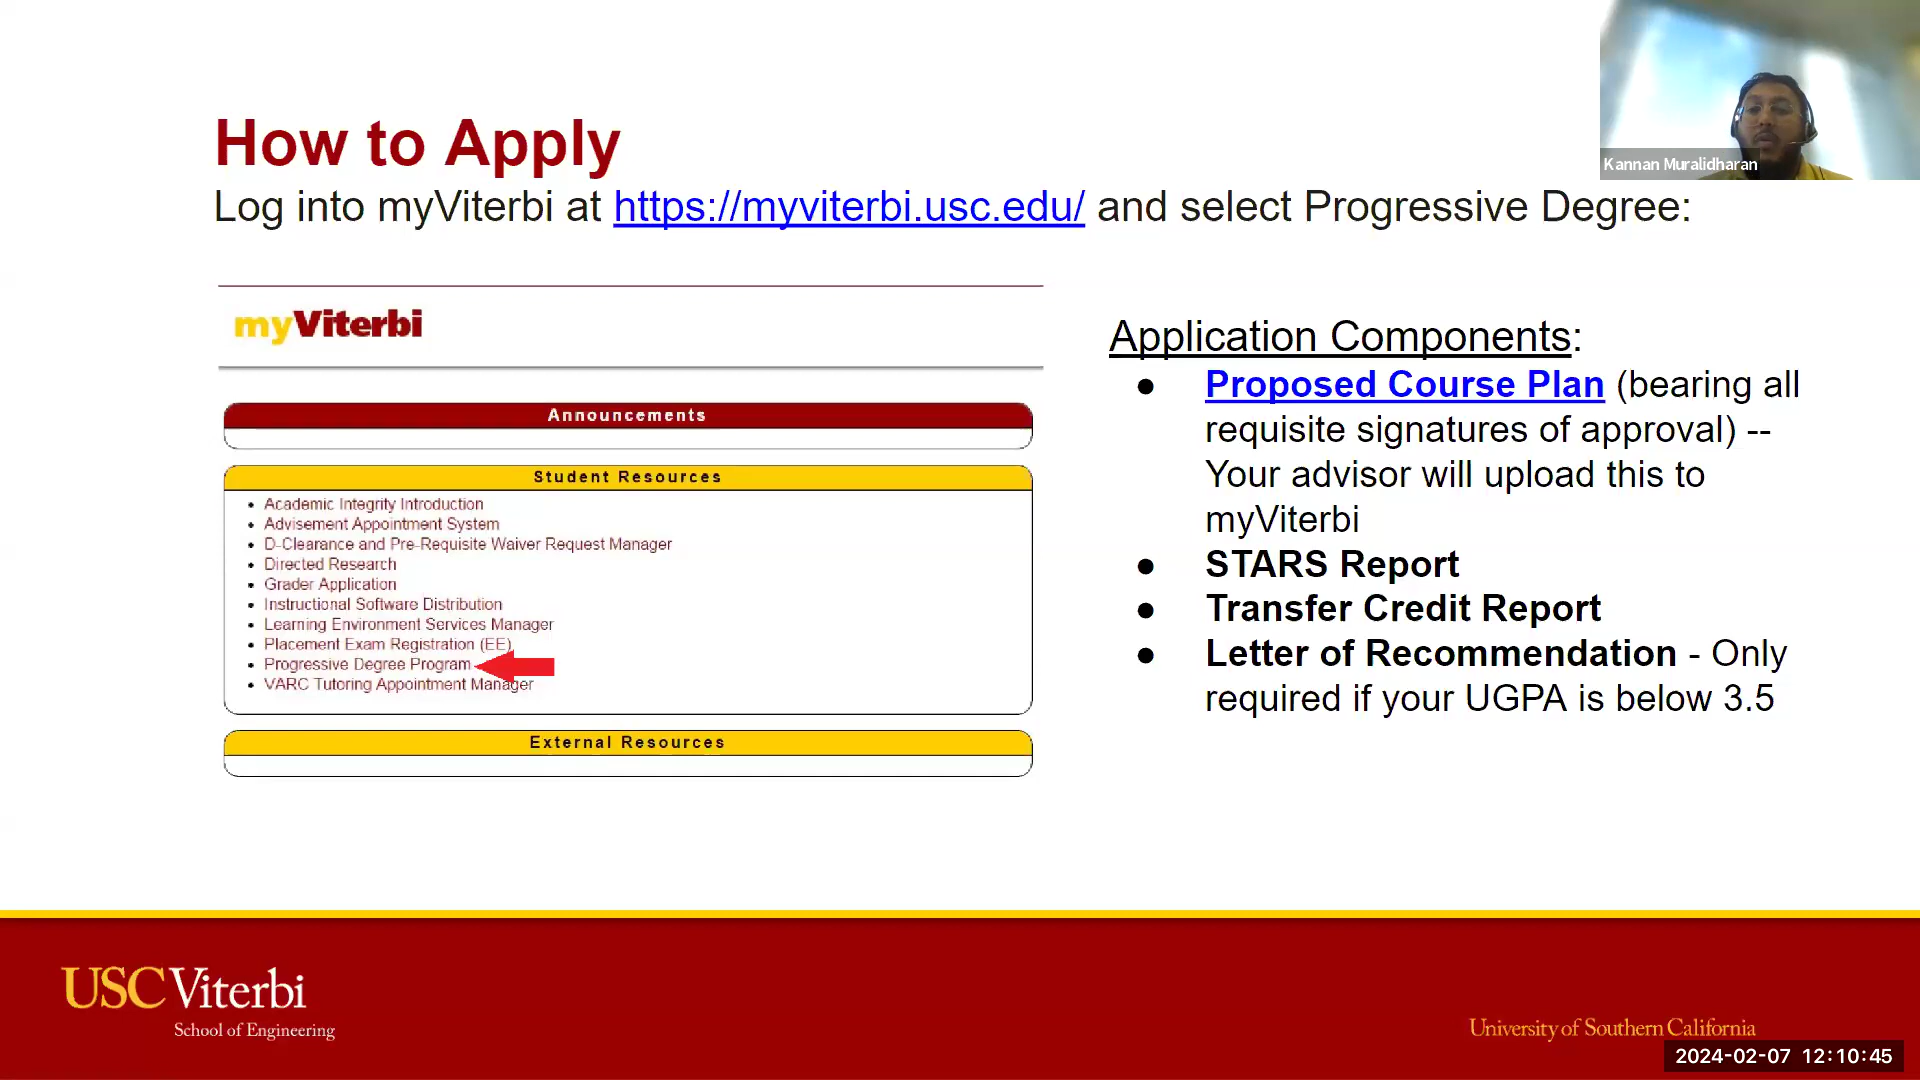 How to Apply
Log into myViterbi at https://myviterbi.usc.edu/ and select Progressive Degree:
Kannan Muralidharan
myViterbi
Announcements
Student Resources
• Academic Integrity Introduction
• Advisement Appointment System
• D-Clearance and Pre-Requisite Waiver Request Manager
• Directed Research
• Grader Application
• Instructional Software Distribution
• Learning Environment Services Manager
• Placement Exam Registration (EE)
• Progressive Degree Program
• VARC Tutoring Appointment Manager
External Resources
Application Components:
● Proposed Course Plan (bearing all
requisite signatures of approval) --
Your advisor will upload this to
myViterbi
● STARS Report
● Transfer Credit Report
● Letter of Recommendation - Only
required if your UGPA is below 3.5
USC Viterbi
School of Engineering
University of Southern California
2024-02-07 12:10:45